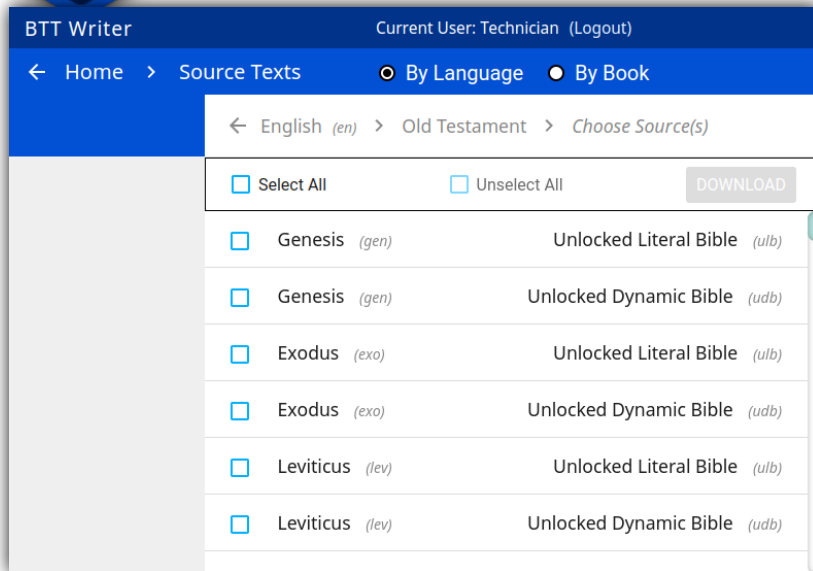 BTT Writer Current User: Technician (Logout)
← Home > Source Texts By Language By Book
← English (en) > Old Testament > Choose Source(s)
Select All Unselect All DOWNLOAD
Genesis (gen) Unlocked Literal Bible (ulb)
Genesis (gen) Unlocked Dynamic Bible (udb)
Exodus (exo) Unlocked Literal Bible (ulb)
Exodus (exo) Unlocked Dynamic Bible (udb)
Leviticus (lev) Unlocked Literal Bible (ulb)
Leviticus (lev) Unlocked Dynamic Bible (udb)